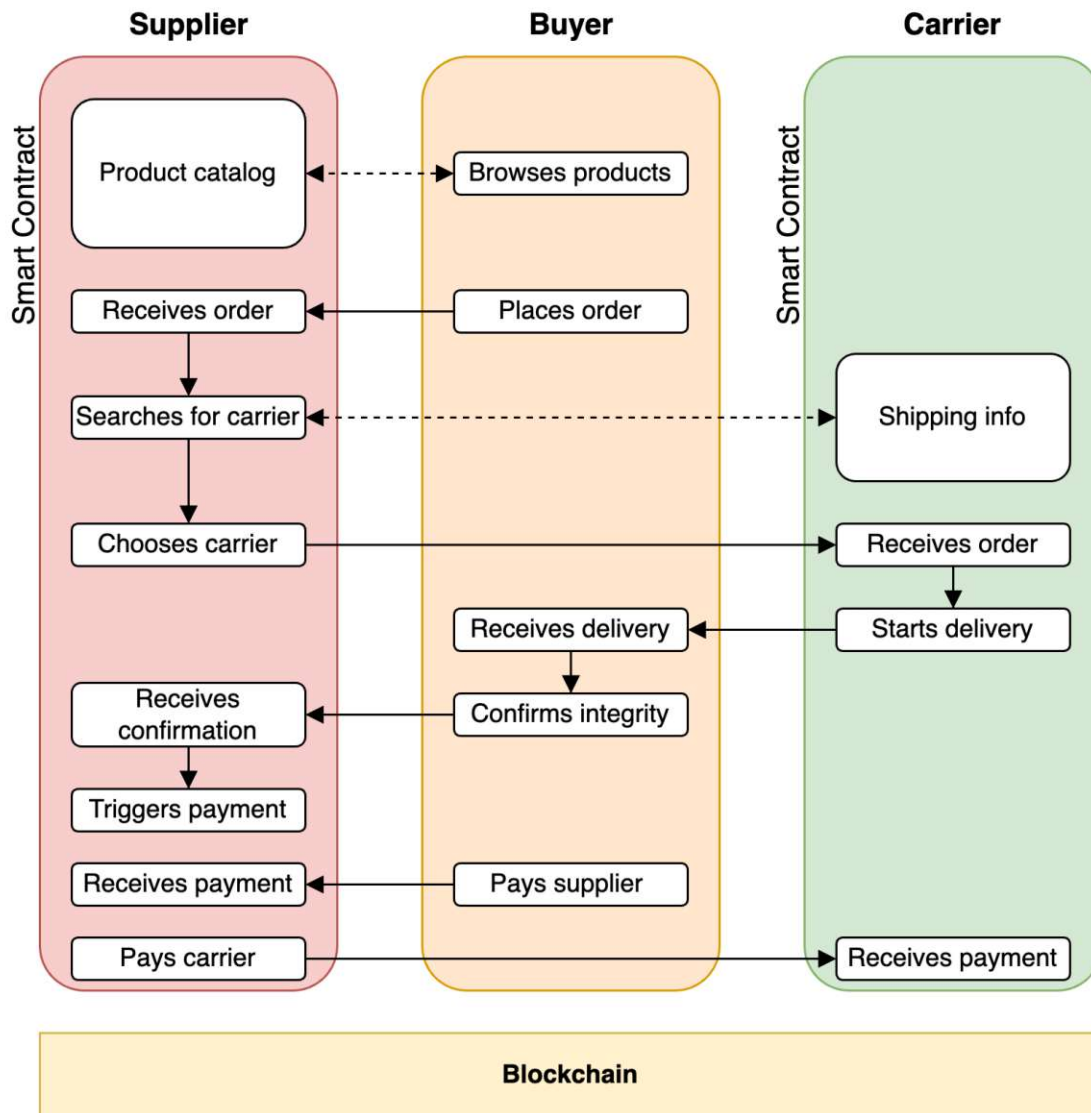 Supplier
Buyer
Carrier
Smart Contract
Smart Contract
Product catalog
Browses products
Receives order
Places order
Searches for carrier
Shipping info
Chooses carrier
Receives order
Receives delivery
Starts delivery
Receives
confirmation
Confirms integrity
Triggers payment
Receives payment
Pays supplier
Pays carrier
Receives payment
Blockchain